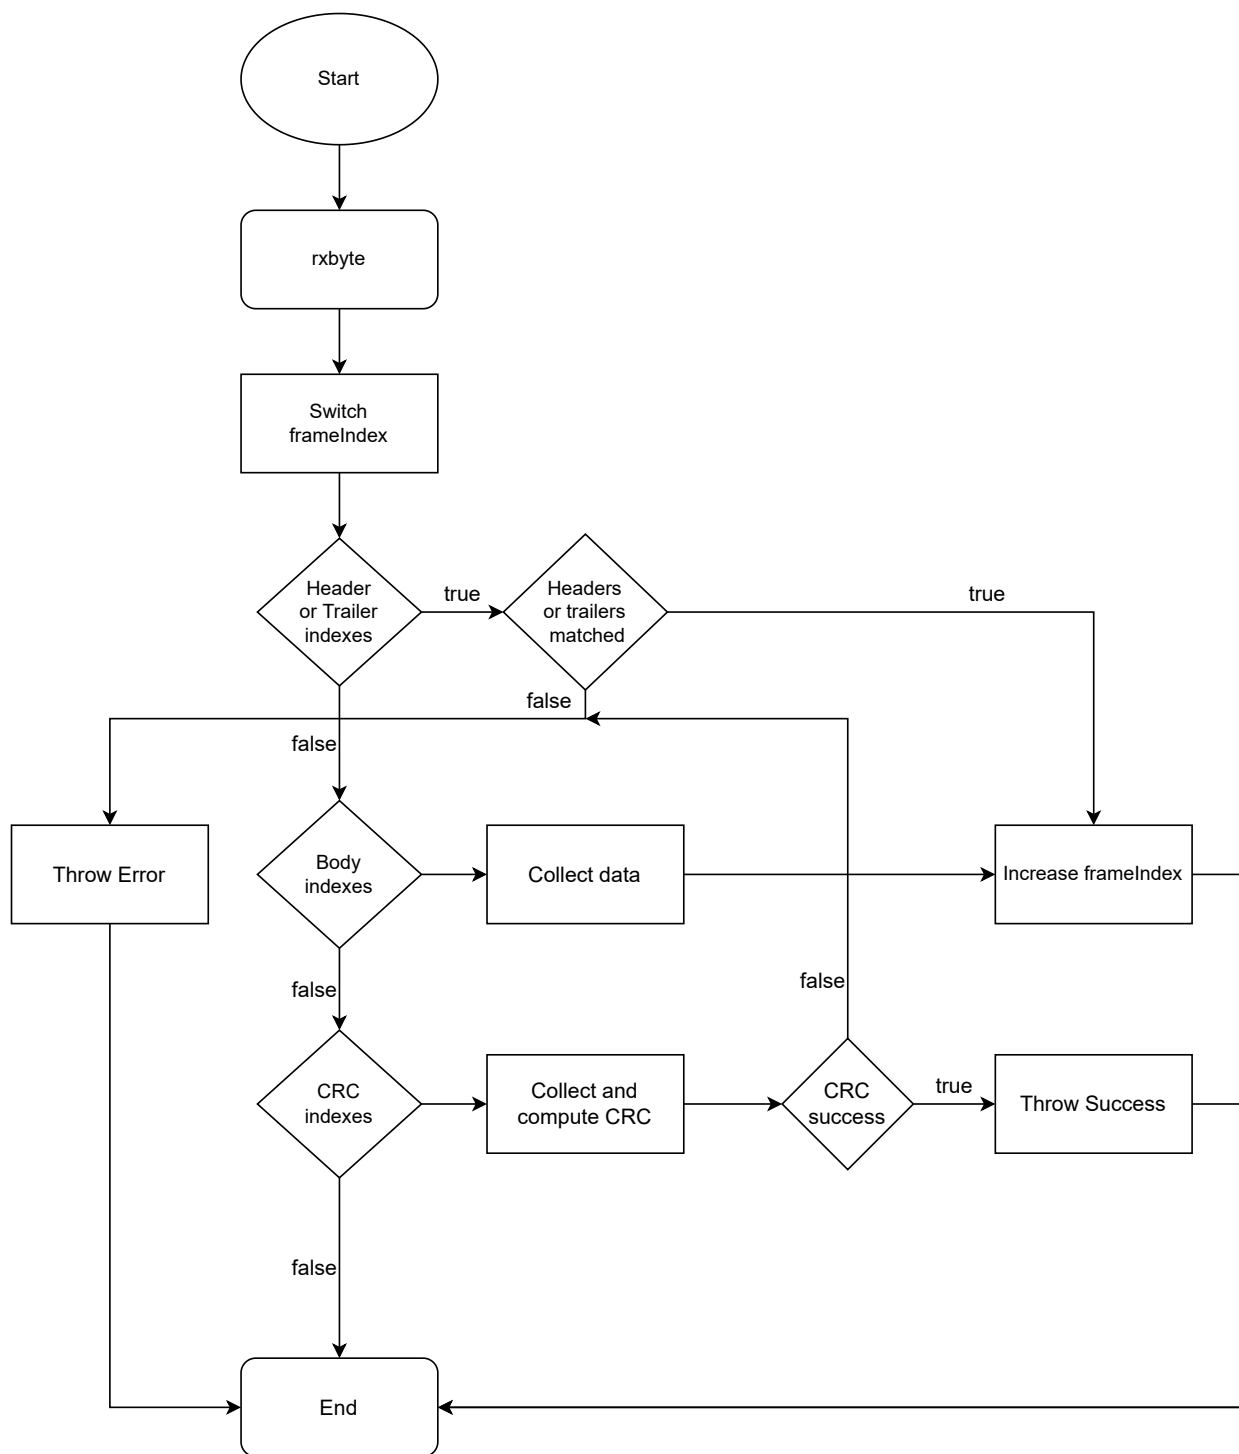 Start
rxbyte
Switch
frameIndex
Header
or Trailer
indexes
true
Headers
or trailers
matched
true
false
false
Throw Error
Body
indexes
Collect data
Increase frameIndex
false
false
CRC
indexes
Collect and
compute CRC
CRC
success
true
Throw Success
false
End